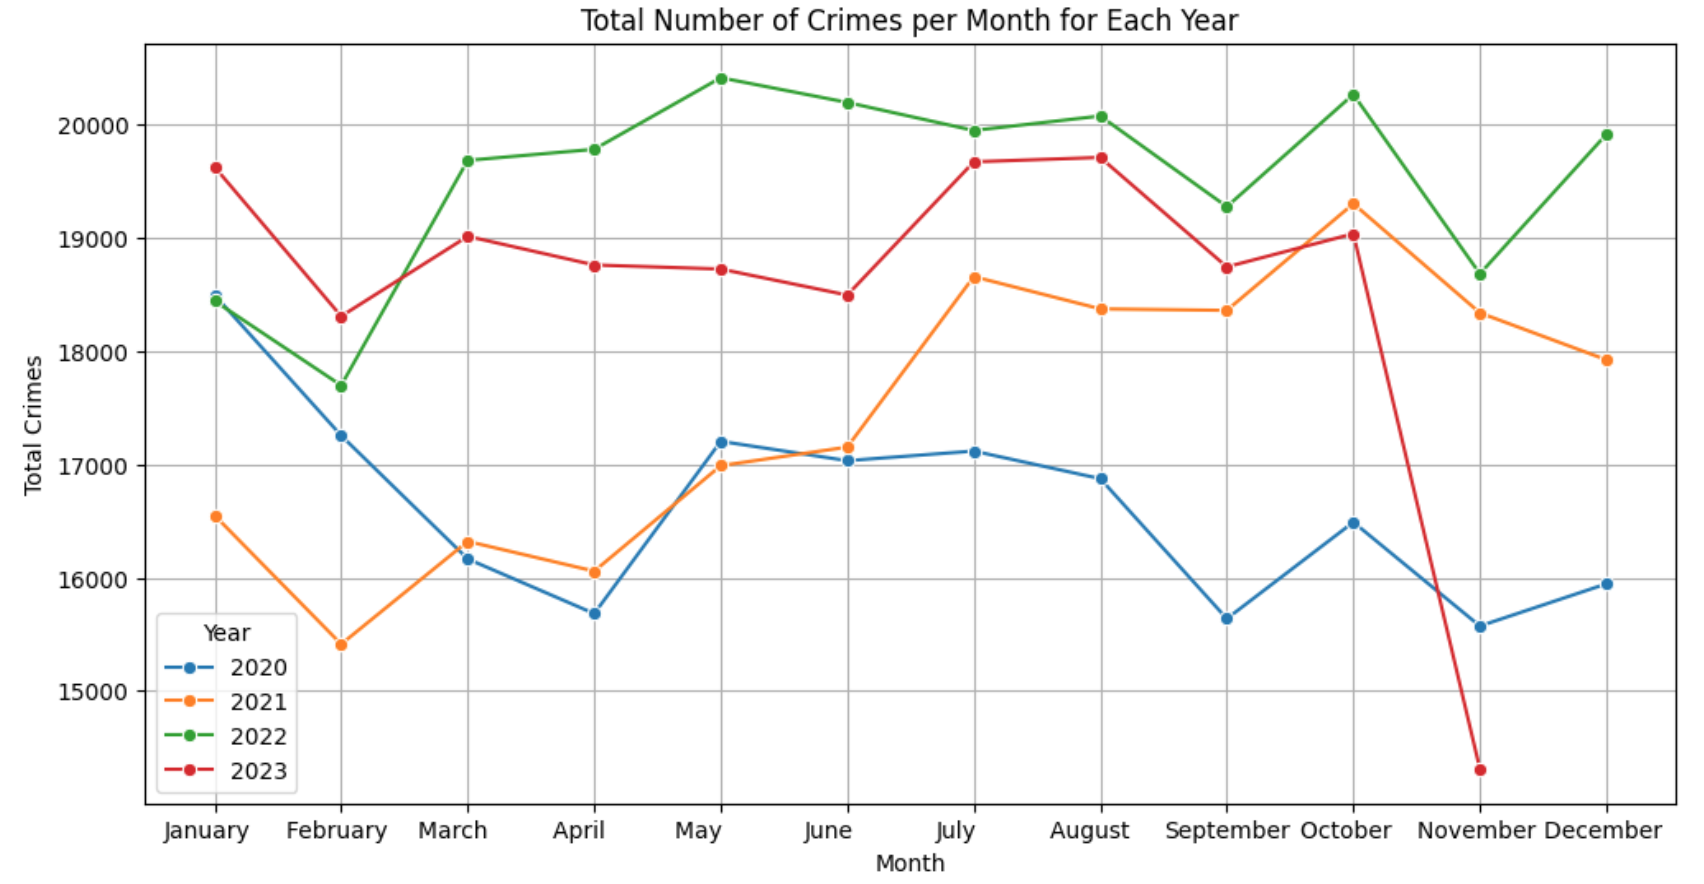 Total Number of Crimes per Month for Each Year
Total Crimes
20000
19000
18000
17000
16000
15000
Year
2020
2021
2022
2023
January February March April May June July August September October November December
Month